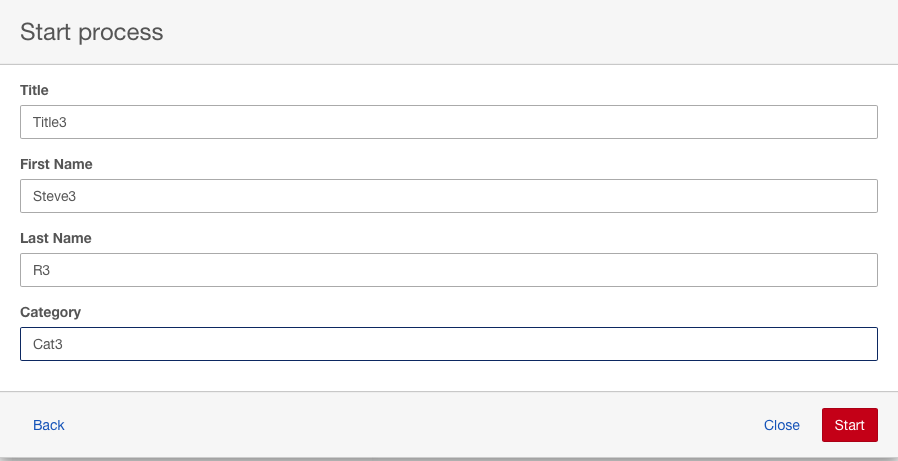 Start process
Title
Title3
First Name
Steve3
Last Name
R3
Category
Cat3
Back
Close
Start